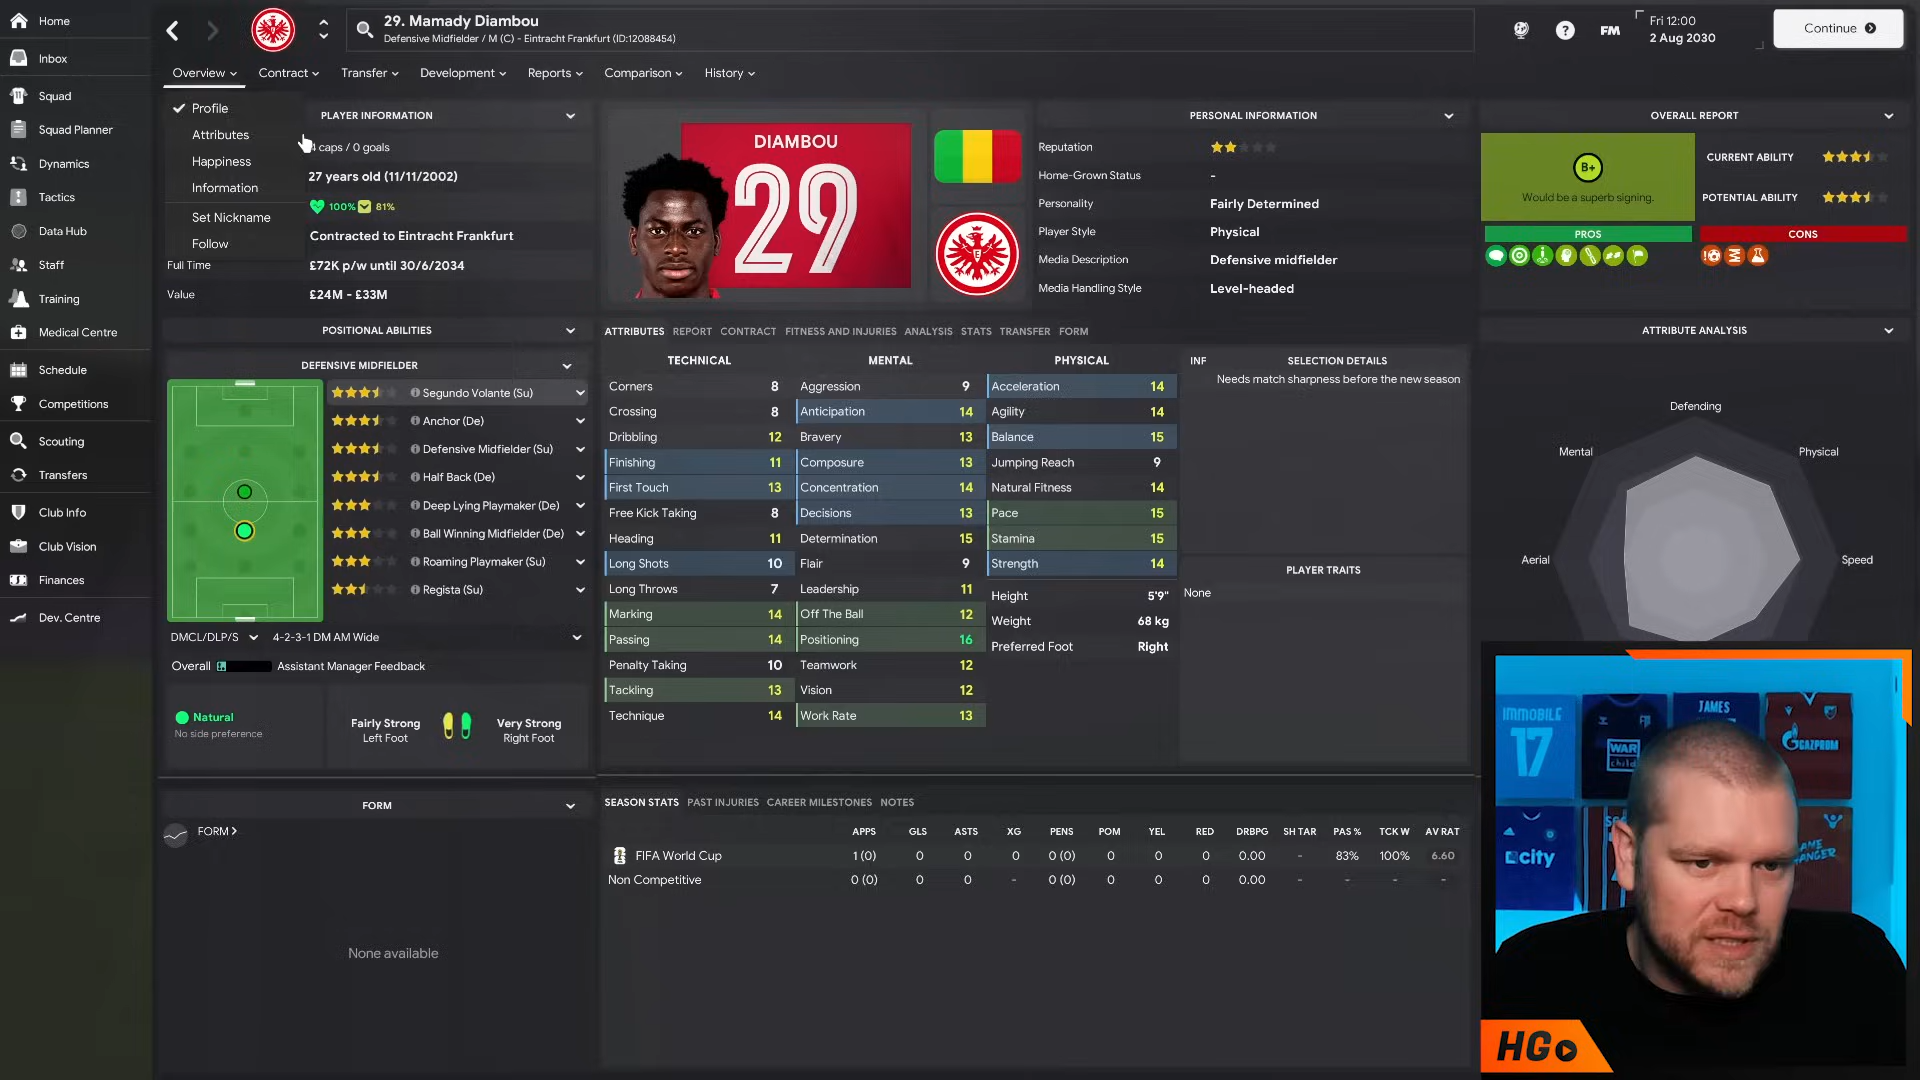 Home
Inbox
Squad
Squad Planner
Dynamics
Tactics
Data Hub
Staff
Training
Medical Centre
Schedule
Competitions
Scouting
Transfers
Club Info
Club Vision
Finances
Dev. Centre
29. Mamady Diambou
Defensive Midfielder / M (C) - Eintracht Frankfurt (ID:12088454)
FM
Fri 12:00
2 Aug 2030
Continue
Overview Contract Transfer Development Reports Comparison History
Profile
Attributes
Happiness
Information
Set Nickname
Follow
PLAYER INFORMATION
caps / 0 goals
27 years old (11/11/2002)
100% 81%
Contracted to Eintracht Frankfurt
Full Time £72K p/w until 30/6/2034
Value £24M - £33M
DIAMBOU
29
PERSONAL INFORMATION
Reputation
Home-Grown Status -
Personality Fairly Determined
Player Style Physical
Media Description Defensive midfielder
Media Handling Style Level-headed
OVERALL REPORT
B+
Would be a superb signing.
CURRENT ABILITY
POTENTIAL ABILITY
PROS CONS
POSITIONAL ABILITIES
DEFENSIVE MIDFIELDER
Segundo Volante (Su)
Anchor (De)
Defensive Midfielder (Su)
Half Back (De)
Deep Lying Playmaker (De)
Ball Winning Midfielder (De)
Roaming Playmaker (Su)
Regista (Su)
DMCL/DLP/S 4-2-3-1 DM AM Wide
Overall Assistant Manager Feedback
Natural
No side preference
Fairly Strong
Left Foot
Very Strong
Right Foot
FORM
FORM
None available
ATTRIBUTES REPORT CONTRACT FITNESS AND INJURIES ANALYSIS STATS TRANSFER FORM
TECHNICAL
Corners 8
Crossing 8
Dribbling 12
Finishing 11
First Touch 13
Free Kick Taking 8
Heading 11
Long Shots 10
Long Throws 7
Marking 14
Passing 14
Penalty Taking 10
Tackling 13
Technique 14
MENTAL
Aggression 9
Anticipation 14
Bravery 13
Composure 13
Concentration 14
Decisions 13
Determination 15
Flair 9
Leadership 11
Off The Ball 12
Positioning 16
Teamwork 12
Vision 12
Work Rate 13
PHYSICAL
Acceleration 14
Agility 14
Balance 15
Jumping Reach 9
Natural Fitness 14
Pace 15
Stamina 15
Strength 14
Height 5'9"
Weight 68 kg
Preferred Foot Right
INF SELECTION DETAILS
Needs match sharpness before the new season
PLAYER TRAITS
None
ATTRIBUTE ANALYSIS
Defending
Mental Physical
Aerial Speed
SEASON STATS PAST INJURIES CAREER MILESTONES NOTES
APPS GLS ASTS XG PENS POM YEL RED DRBPG SH TAR PAS % TCK W AV RAT
FIFA World Cup 1 (0) 0 0 0 0 (0) 0 0 0 0.00 - 83% 100% 6.60
Non Competitive 0 (0) 0 0 - 0 (0) 0 0 0 0.00 - - - -
IMMOBILE
17
WAR
child
JAMES
GAZPROM
city
HG